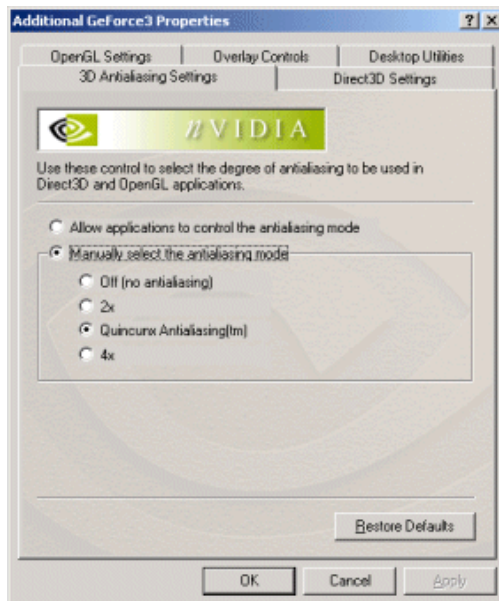 Additional GeForce3 Properties
OpenGL Settings
Overlay Controls
Desktop Utilities
3D Antialiasing Settings
Direct3D Settings
nVIDIA
Use these control to select the degree of antialiasing to be used in
Direct3D and OpenGL applications.
Allow applications to control the antialiasing mode
Manually select the antialiasing mode
Off (no antialiasing)
2x
Quincunx Antialiasing(tm)
4x
Restore Defaults
OK
Cancel
Apply